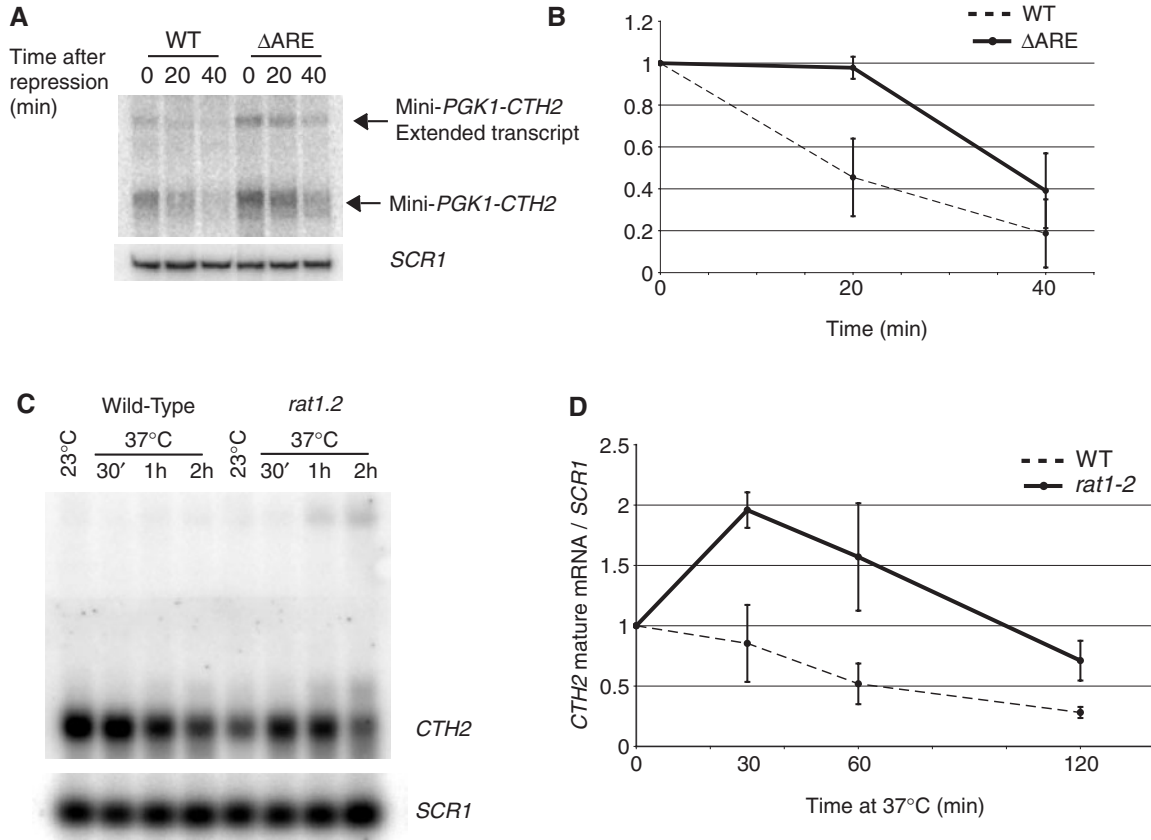 A
Time after
repression
(min)
WT ΔARE
0 20 40 0 20 40
Mini-PGK1-CTH2
Extended transcript
Mini-PGK1-CTH2
SCR1
B
WT
ΔARE
1.2
1
0.8
0.6
0.4
0.2
0
0 20 40
Time (min)
C
Wild-Type rat1.2
23°C 37°C 23°C 37°C
30′ 1h 2h 30′ 1h 2h
CTH2
SCR1
D
WT
rat1-2
CTH2 mature mRNA / SCR1
2.5
2
1.5
1
0.5
0
0 30 60 120
Time at 37°C (min)